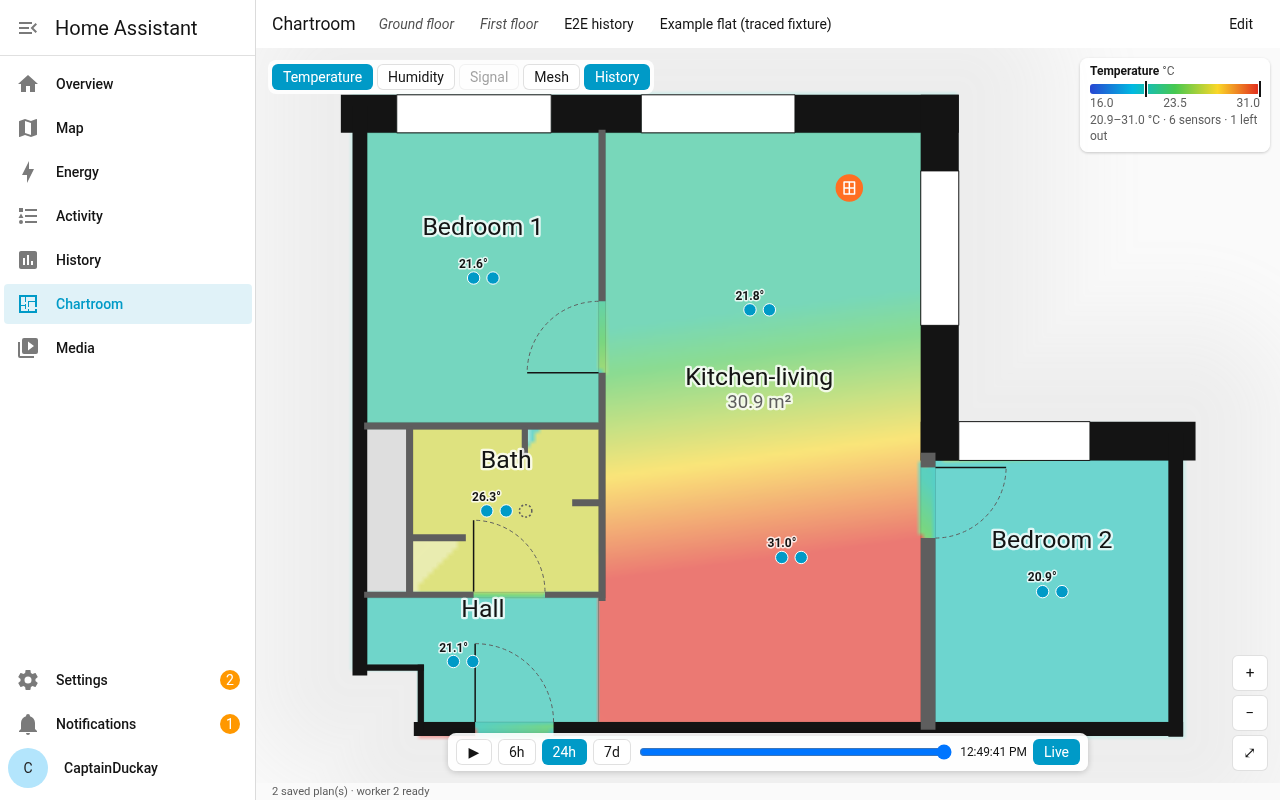 Home Assistant
Overview
Map
Energy
Activity
History
Chartroom
Media
Settings 2
Notifications 1
C CaptainDuckay
Chartroom Ground floor First floor E2E history Example flat (traced fixture) Edit
Temperature Humidity Signal Mesh History
Temperature °C
16.0 23.5 31.0
20.9–31.0 °C · 6 sensors · 1 left
out
Bedroom 1
21.6°
21.8°
Kitchen-living
30.9 m²
Bath
26.3°
31.0°
Bedroom 2
20.9°
Hall
21.1°
+
−
⤢
▶ 6h 24h 7d 12:49:41 PM Live
2 saved plan(s) · worker 2 ready